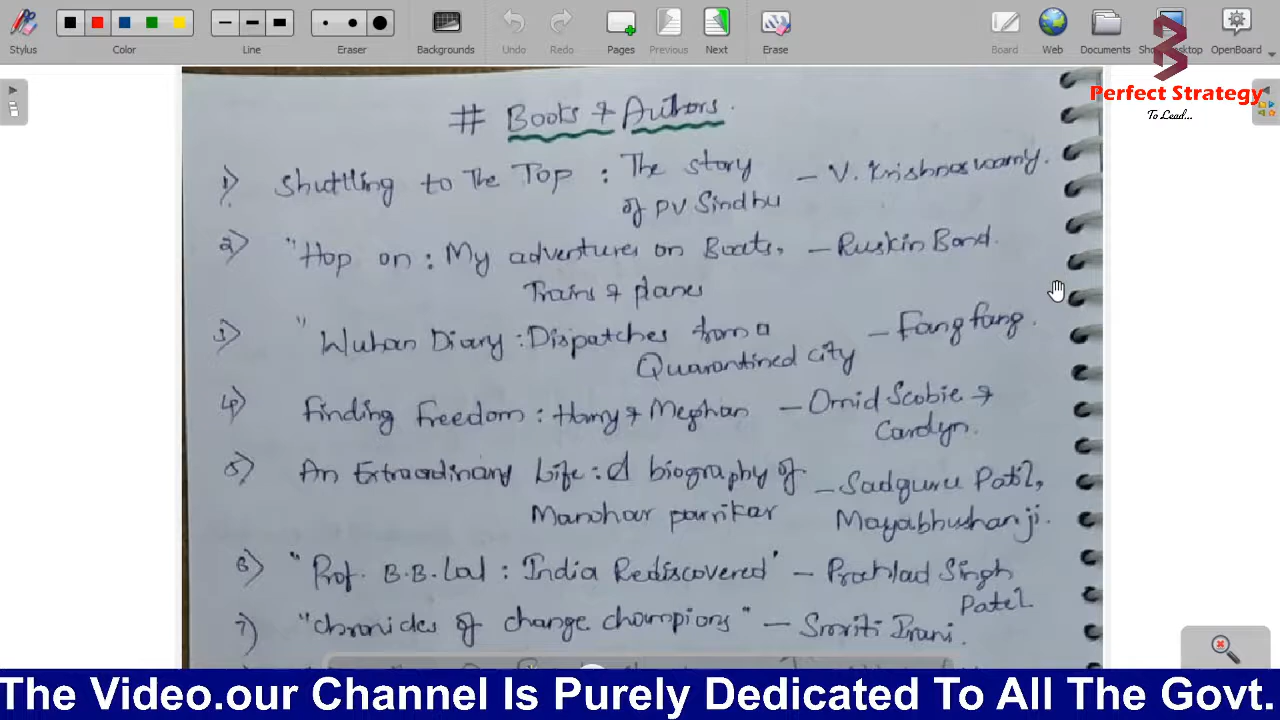 Stylus
Color
Line
Eraser
Backgrounds
Undo
Redo
Pages
Previous
Next
Erase
Board
Web
Documents
Show Desktop
OpenBoard
Perfect Strategy
To Lead...
# Books & Authors.
1) Shuttling to The Top : The story of PV Sindhu - V. Krishnaswamy.
2) "Hop on : My adventures on Boats, Trains & planes - Ruskin Bond.
3) "Wuhan Diary : Dispatches from a Quarantined city - Fang fang.
4) Finding Freedom : Harry & Meghan - Omid Scobie & Carolyn.
5) An Extraordinary Life : A biography of Manohar parrikar - Sadguru Patil, Mayabhushan ji.
6) "Prof. B.B. Lal : India Rediscovered" - Prahlad Singh Patel
7) "Chronicles of change champions" - Smriti Irani.
The Video.our Channel Is Purely Dedicated To All The Govt.